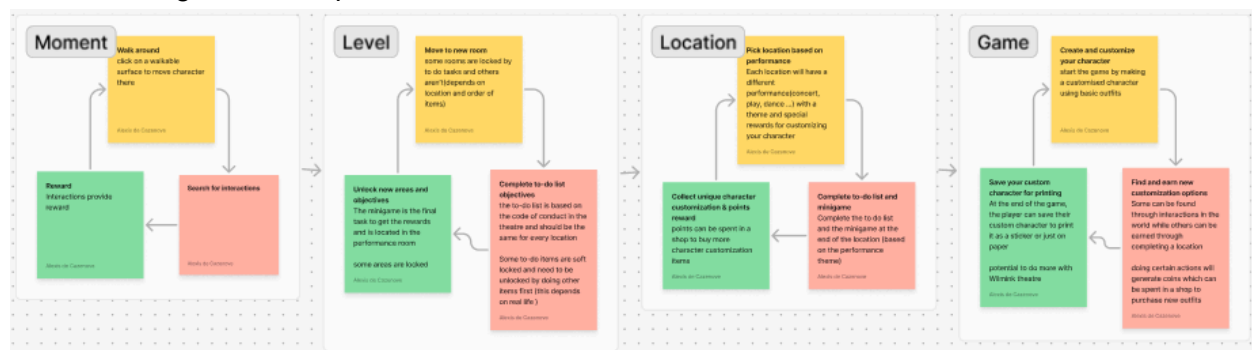 Moment
Walk around
click on a walkable
surface to move character
there
Alexis de Cazenove
Reward
Interactions provide
reward
Alexis de Cazenove
Search for interactions
Alexis de Cazenove
Level
Move to new room
some rooms are locked by
to do tasks and others
aren't(depends on
location and order of
items)
Alexis de Cazenove
Unlock new areas and
objectives
The minigame is the final
task to get the rewards
and is located in the
performance room
some areas are locked
Alexis de Cazenove
Complete to-do list
objectives
the to-do list is based on
the code of conduct in the
theatre and should be the
same for every location
Some to-do items are soft
locked and need to be
unlocked by doing other
items first (this depends
on real life )
Alexis de Cazenove
Location
Pick location based on
performance
Each location will have a
different
performance(concert,
play, dance ...) with a
theme and special
rewards for customizing
your character
Alexis de Cazenove
Collect unique character
customization & points
reward
points can be spent in a
shop to buy more
character customization
items
Alexis de Cazenove
Complete to-do list and
minigame
Complete the to do list
and the minigame at the
end of the location (based
on the performance
theme)
Alexis de Cazenove
Game
Create and customize
your character
start the game by making
a customised character
using basic outfits
Alexis de Cazenove
Save your custom
character for printing
At the end of the game,
the player can save their
custom character to print
it as a sticker or just on
paper
potential to do more with
Wilmink theatre
Alexis de Cazenove
Find and earn new
customization options
Some can be found
through interactions in the
world while others can be
earned through
completing a location
doing certain actions will
generate coins which can
be spent in a shop to
purchase new outfits
Alexis de Cazenove